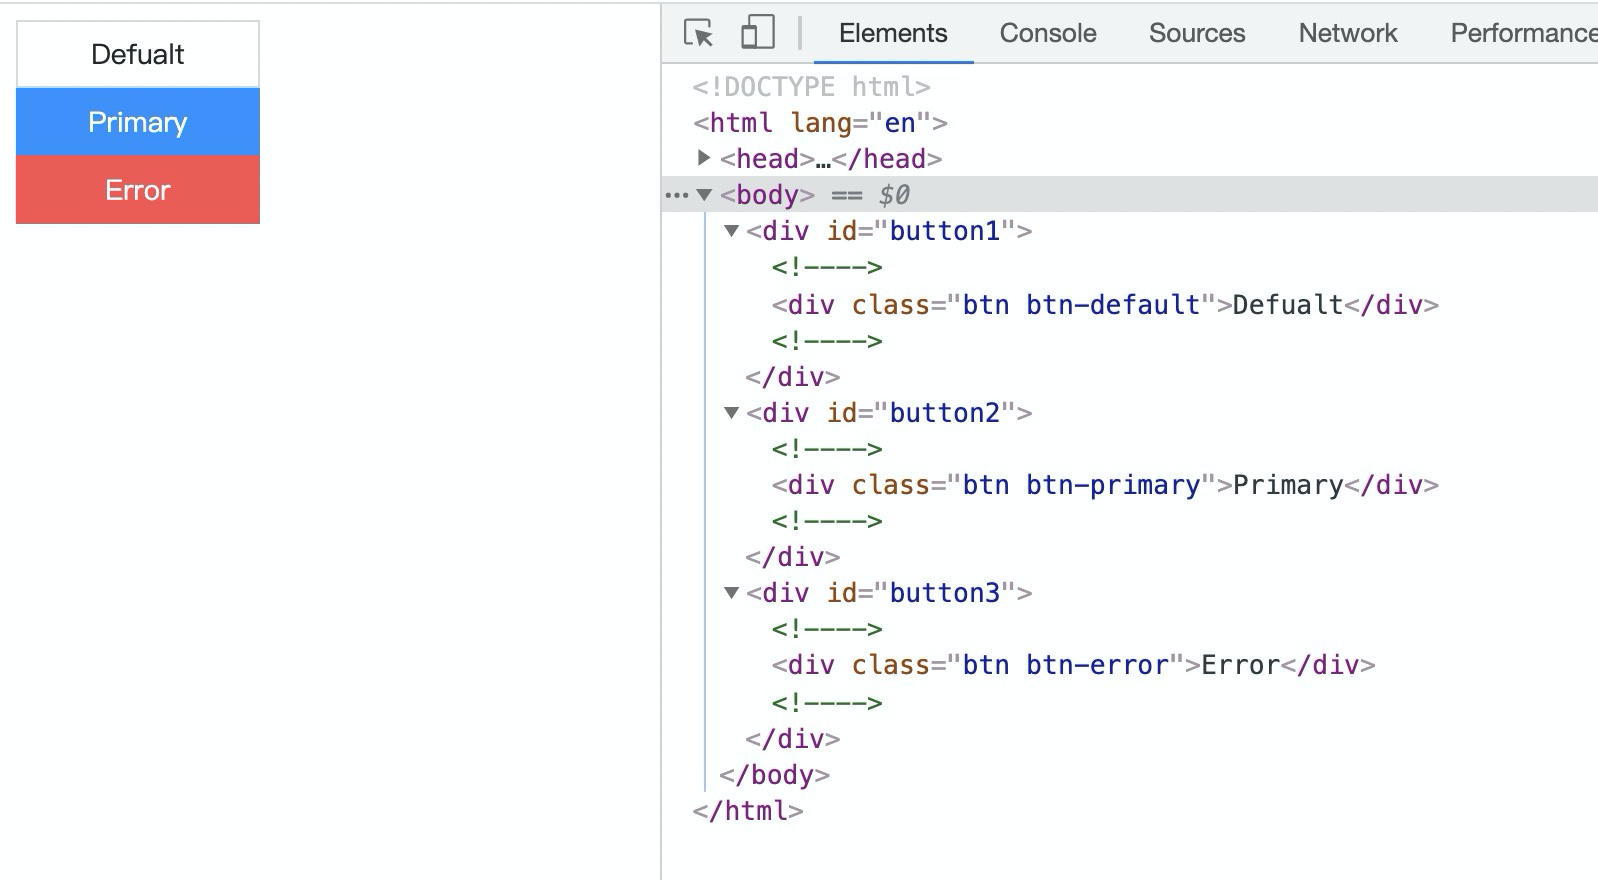 Defualt
Primary
Error
Elements Console Sources Network Performance
<!DOCTYPE html>
<html lang="en">
<head>…</head>
<body> == $0
<div id="button1">
<!---->
<div class="btn btn-default">Defualt</div>
<!---->
</div>
<div id="button2">
<!---->
<div class="btn btn-primary">Primary</div>
<!---->
</div>
<div id="button3">
<!---->
<div class="btn btn-error">Error</div>
<!---->
</div>
</body>
</html>